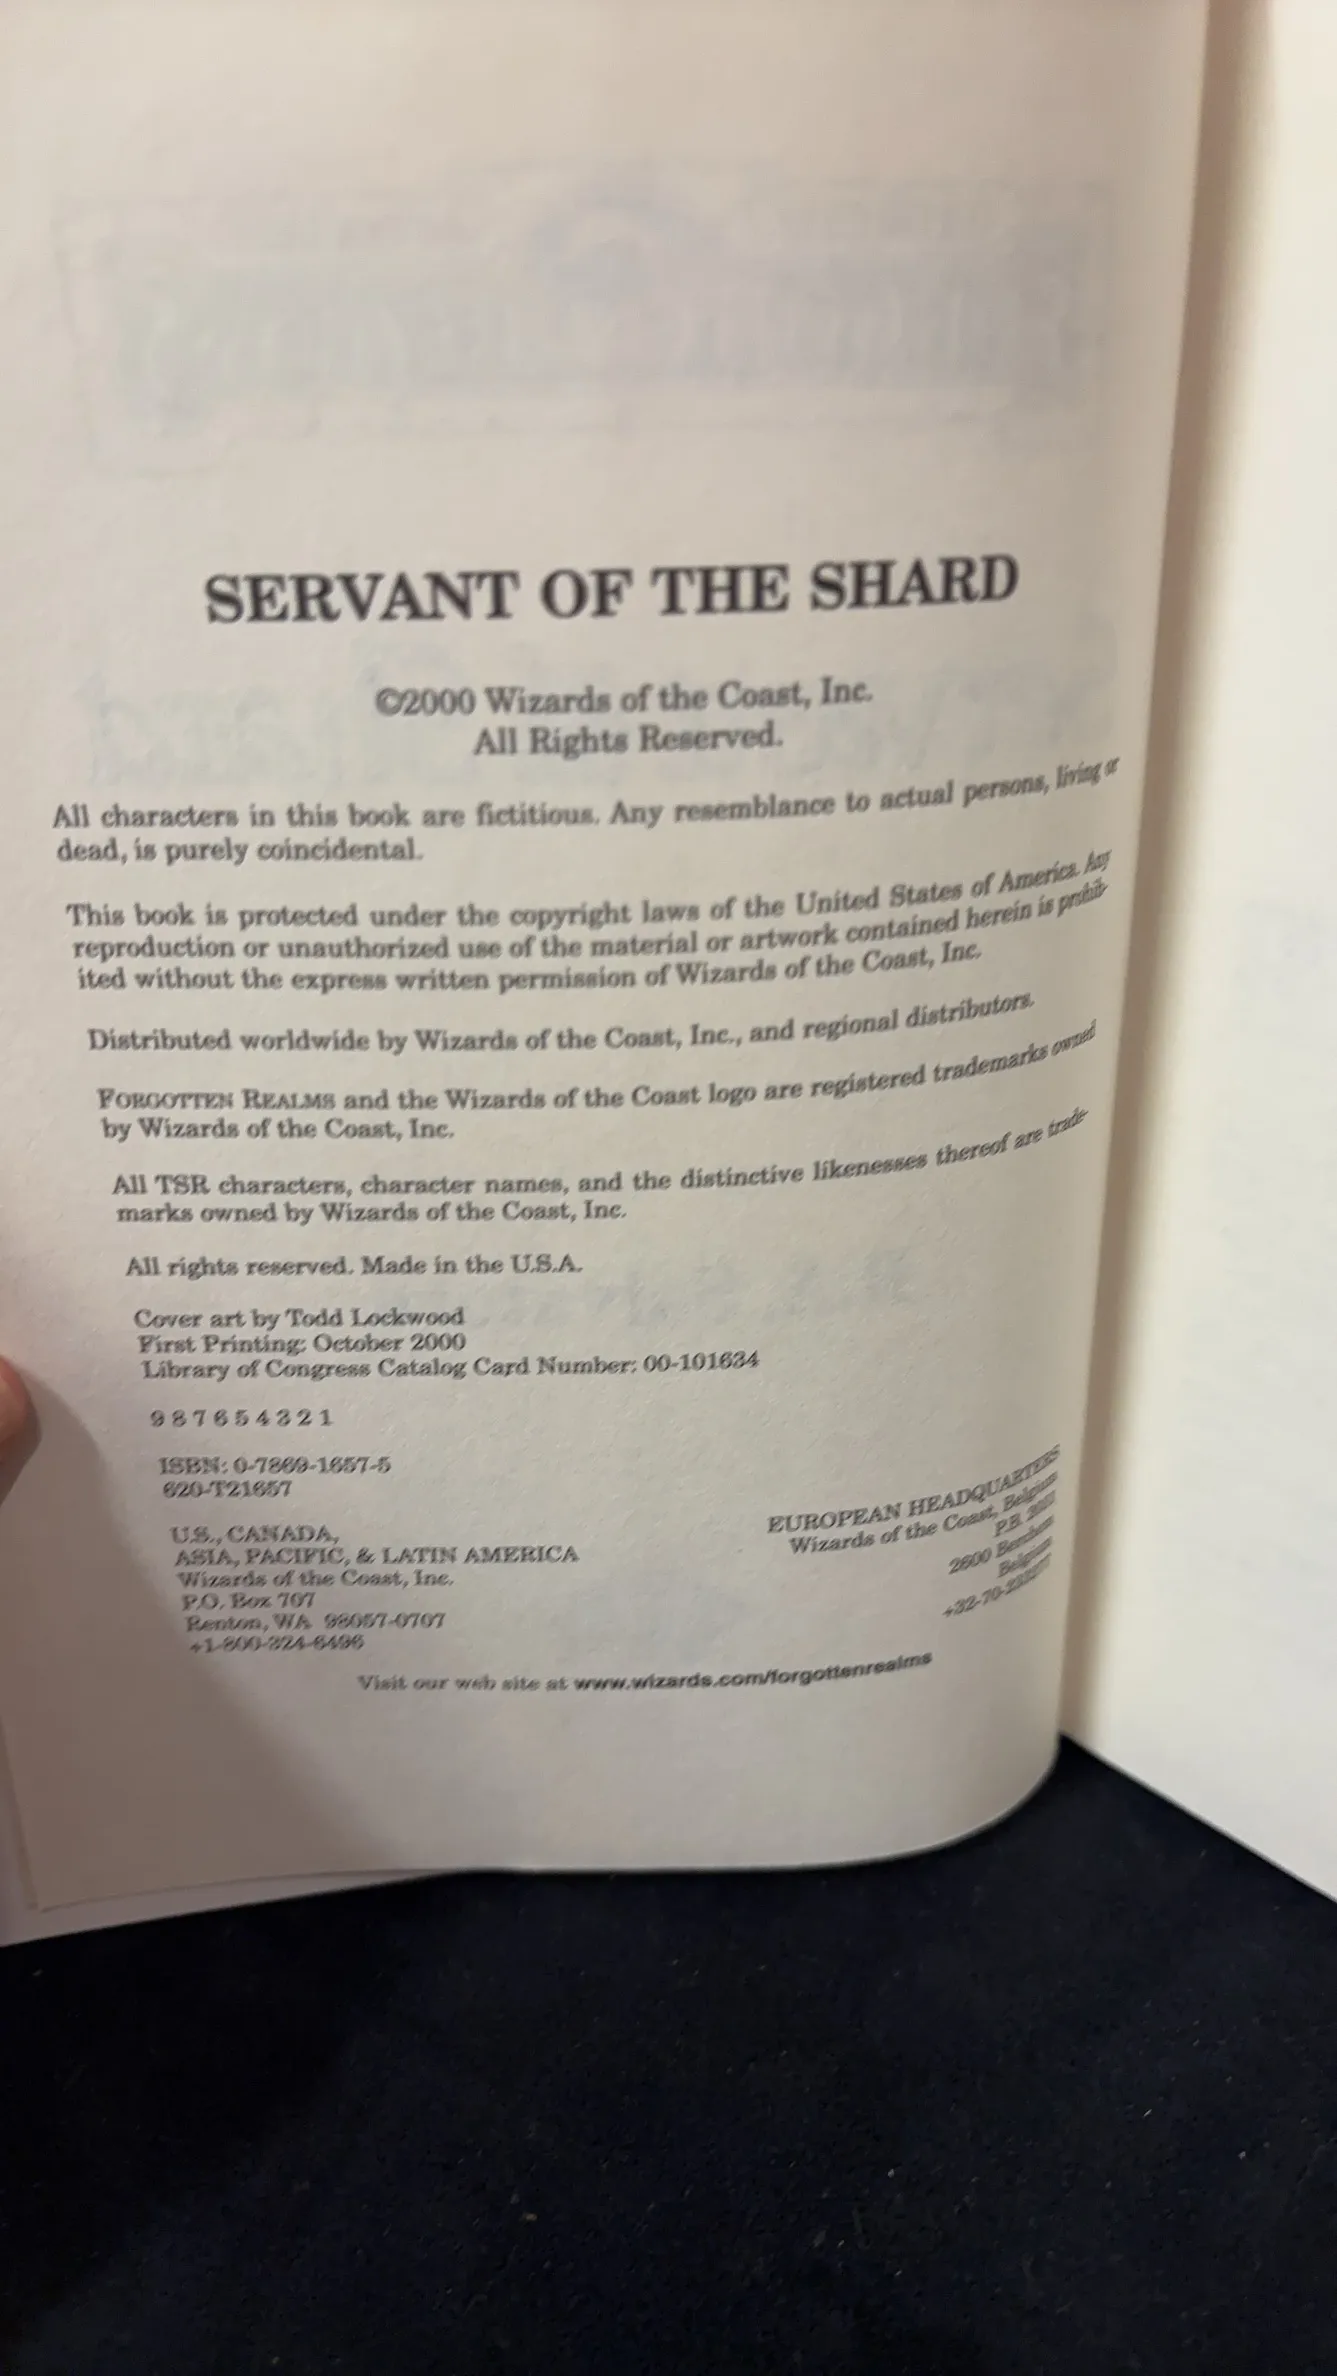 SERVANT OF THE SHARD
©2000 Wizards of the Coast, Inc.
All Rights Reserved.
All characters in this book are fictitious. Any resemblance to actual persons, living or
dead, is purely coincidental.
This book is protected under the copyright laws of the United States of America. Any
reproduction or unauthorized use of the material or artwork contained herein is prohib-
ited without the express written permission of Wizards of the Coast, Inc.
Distributed worldwide by Wizards of the Coast, Inc., and regional distributors.
FORGOTTEN REALMS and the Wizards of the Coast logo are registered trademarks owned
by Wizards of the Coast, Inc.
All TSR characters, character names, and the distinctive likenesses thereof are trade-
marks owned by Wizards of the Coast, Inc.
All rights reserved. Made in the U.S.A.
Cover art by Todd Lockwood
First Printing: October 2000
Library of Congress Catalog Card Number: 00-101634
9 8 7 6 5 4 3 2 1
ISBN: 0-7869-1657-5
620-T21657
U.S., CANADA,
ASIA, PACIFIC, & LATIN AMERICA
Wizards of the Coast, Inc.
P.O. Box 707
Renton, WA 98057-0707
+1-800-324-6496
EUROPEAN HEADQUARTERS
Wizards of the Coast, Belgium
P.B.
2600 Berchem
Belgium
Visit our web site at www.wizards.com/forgottenrealms